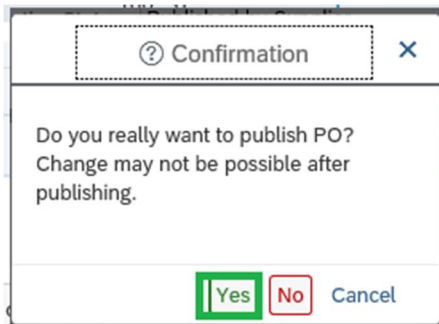 Confirmation
Do you really want to publish PO?
Change may not be possible after
publishing.
Yes No Cancel